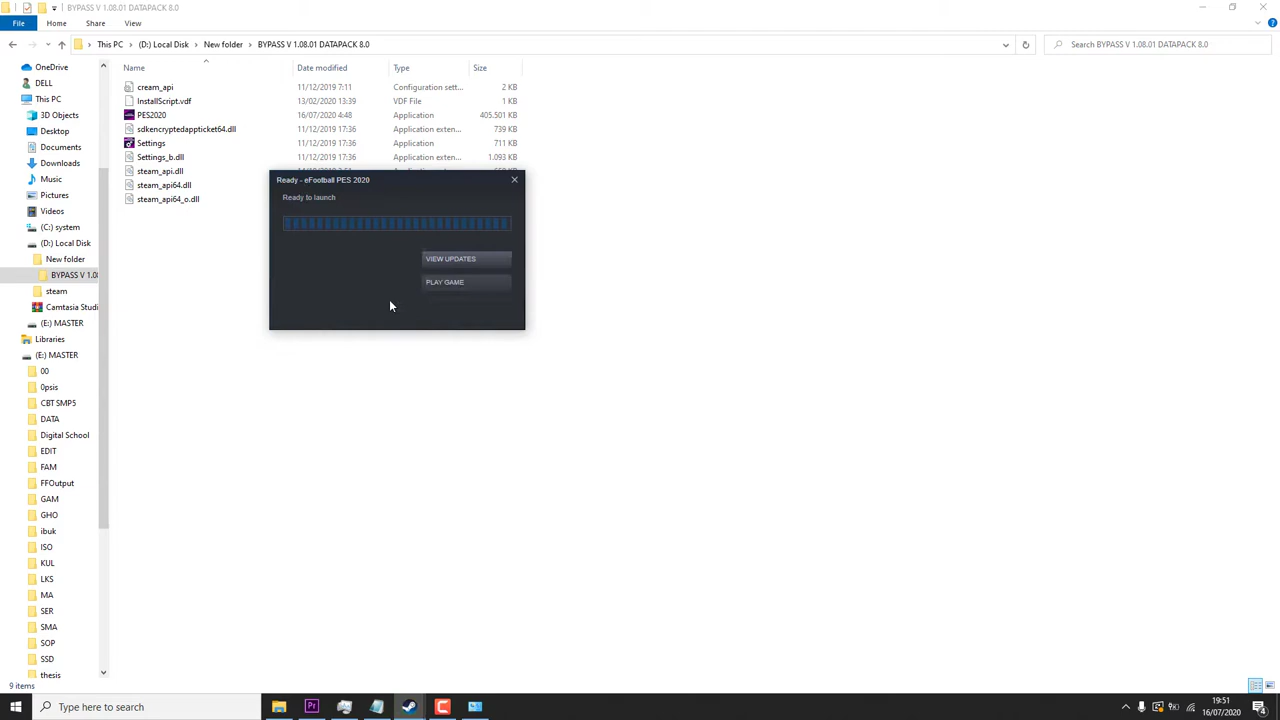 BYPASS V 1.08.01 DATAPACK 8.0
File Home Share View
This PC (D:) Local Disk New folder BYPASS V 1.08.01 DATAPACK 8.0
Search BYPASS V 1.08.01 DATAPACK 8.0
OneDrive
DELL
This PC
3D Objects
Desktop
Documents
Downloads
Music
Pictures
Videos
(C:) system
(D:) Local Disk
New folder
BYPASS V 1.08
steam
Camtasia Studi
(E:) MASTER
Libraries
(E:) MASTER
00
0psis
CBT SMP5
DATA
Digital School
EDIT
FAM
FFOutput
GAM
GHO
ibuk
ISO
KUL
LKS
MA
SER
SMA
SOP
SSD
thesis
Name Date modified Type Size
cream_api 11/12/2019 7:11 Configuration sett... 2 KB
InstallScript.vdf 13/02/2020 13:39 VDF File 1 KB
PES2020 16/07/2020 4:48 Application 405.501 KB
sdkencryptedappticket64.dll 11/12/2019 17:36 Application exten... 739 KB
Settings 11/12/2019 17:36 Application 711 KB
Settings_b.dll 11/12/2019 17:36 Application exten... 1.093 KB
steam_api.dll
steam_api64.dll
steam_api64_o.dll
Ready - eFootball PES 2020
Ready to launch
VIEW UPDATES
PLAY GAME
9 items
Type here to search
19:51
16/07/2020